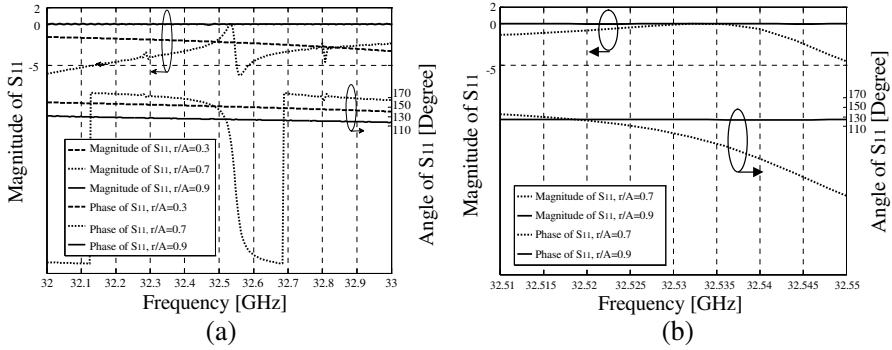 0
-5
170
150
130
110
Magnitude of S11
Angle of S11 [Degree]
Magnitude of S11, r/A=0.3
Magnitude of S11, r/A=0.7
Magnitude of S11, r/A=0.9
Phase of S11, r/A=0.3
Phase of S11, r/A=0.7
Phase of S11, r/A=0.9
32 32.1 32.2 32.3 32.4 32.5 32.6 32.7 32.8 32.9 33
Frequency [GHz]
(a)
0
-5
170
150
130
110
Magnitude of S11
Angle of S11 [Degree]
Magnitude of S11, r/A=0.7
Magnitude of S11, r/A=0.9
Phase of S11, r/A=0.7
Phase of S11, r/A=0.9
32.51 32.515 32.52 32.525 32.53 32.535 32.54 32.545 32.55
Frequency [GHz]
(b)